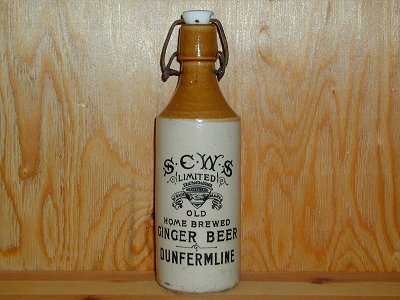 S.C.W.S
LIMITED
OLD
HOME BREWED
GINGER BEER
DUNFERMLINE